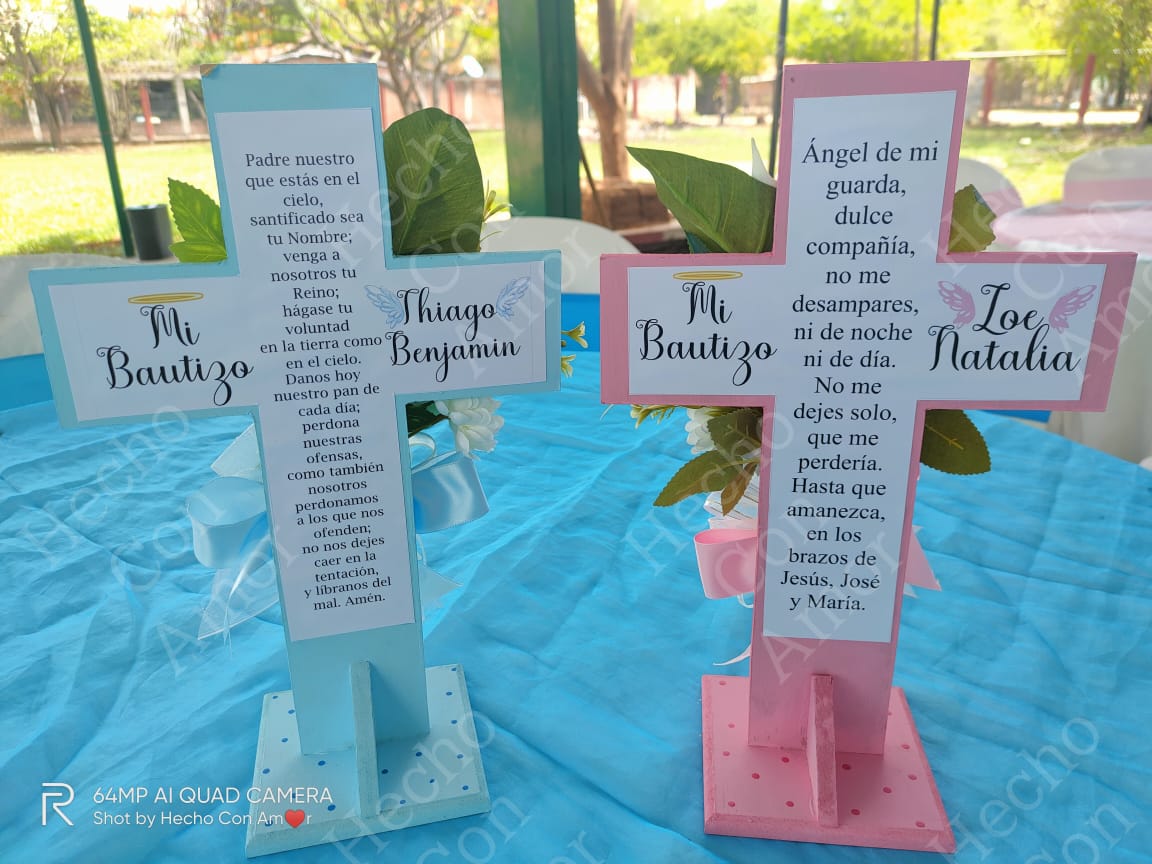 Padre nuestro
que estás en el
cielo,
santificado sea
tu Nombre;
venga a
nosotros tu
Reino;
hágase tu
voluntad
en la tierra como
en el cielo.
Danos hoy
nuestro pan de
cada día;
perdona
nuestras
ofensas,
como también
nosotros
perdonamos
a los que nos
ofenden;
no nos dejes
caer en la
tentación,
y líbranos del
mal. Amén.
Mi
Bautizo
Thiago
Benjamin
Ángel de mi
guarda,
dulce
compañía,
no me
desampares,
ni de noche
ni de día.
No me
dejes solo,
que me
perdería.
Hasta que
amanezca,
en los
brazos de
Jesús, José
y María.
Mi
Bautizo
Zoe
Natalia
64MP AI QUAD CAMERA
Shot by Hecho Con Am❤r
Hecho
Con
Amor